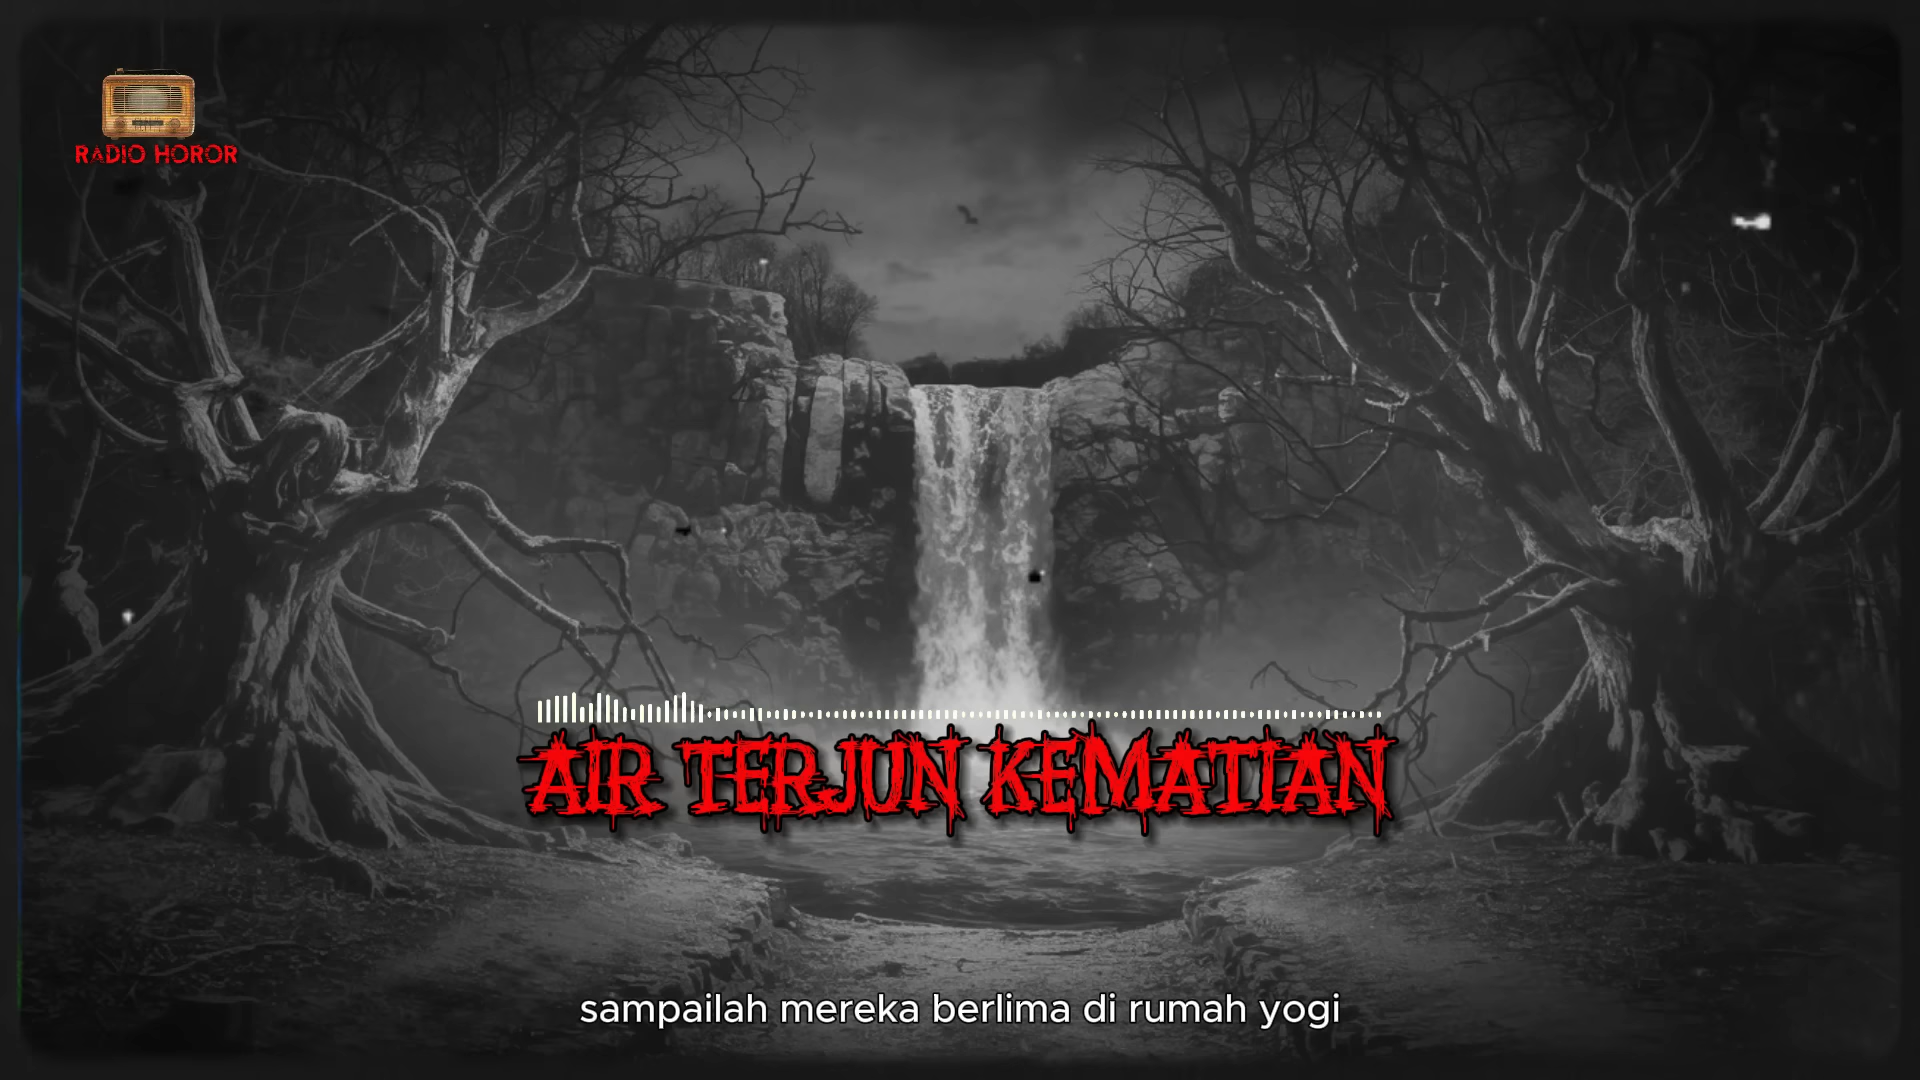 RADIO HOROR
AIR TERJUN KEMATIAN
sampailah mereka berlima di rumah yogi